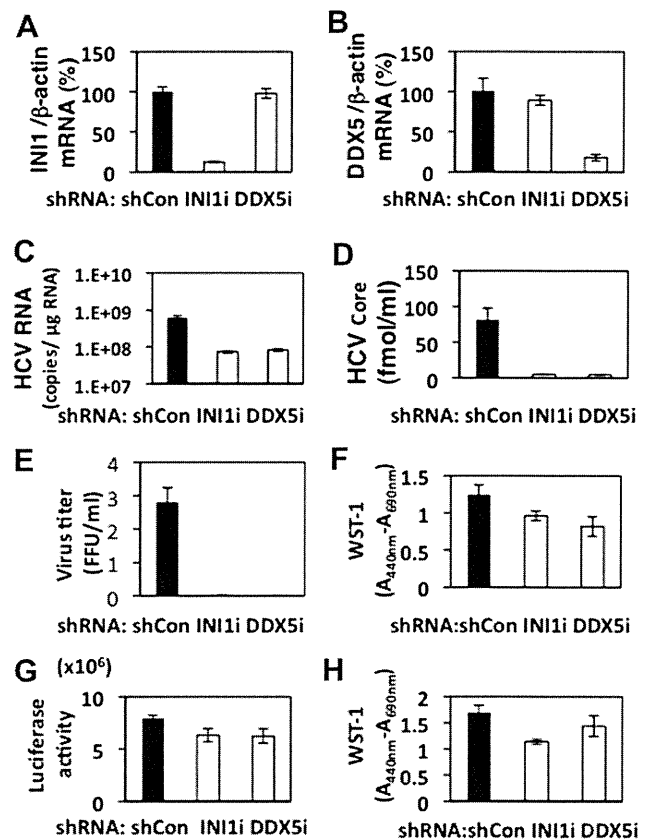 A
INI1/β-actin
mRNA (%)
150
100
50
0
shRNA: shCon INI1i DDX5i
B
DDX5/β-actin
mRNA (%)
150
100
50
0
shRNA: shCon INI1i DDX5i
C
HCV RNA
(copies/ μg RNA)
1.E+10
1.E+09
1.E+08
1.E+07
shRNA: shCon INI1i DDX5i
D
HCV Core
(fmol/ml)
150
100
50
0
shRNA: shCon INI1i DDX5i
E
Virus titer
(FFU/ml)
4
3
2
1
0
shRNA: shCon INI1i DDX5i
F
WST-1
(A440nm-A690nm)
1.5
1
0.5
0
shRNA:shCon INI1i DDX5i
G (x10⁶)
Luciferase
activity
10
5
0
shRNA: shCon INI1i DDX5i
H
WST-1
(A440nm-A690nm)
2
1.5
1
0.5
0
shRNA:shCon INI1i DDX5i